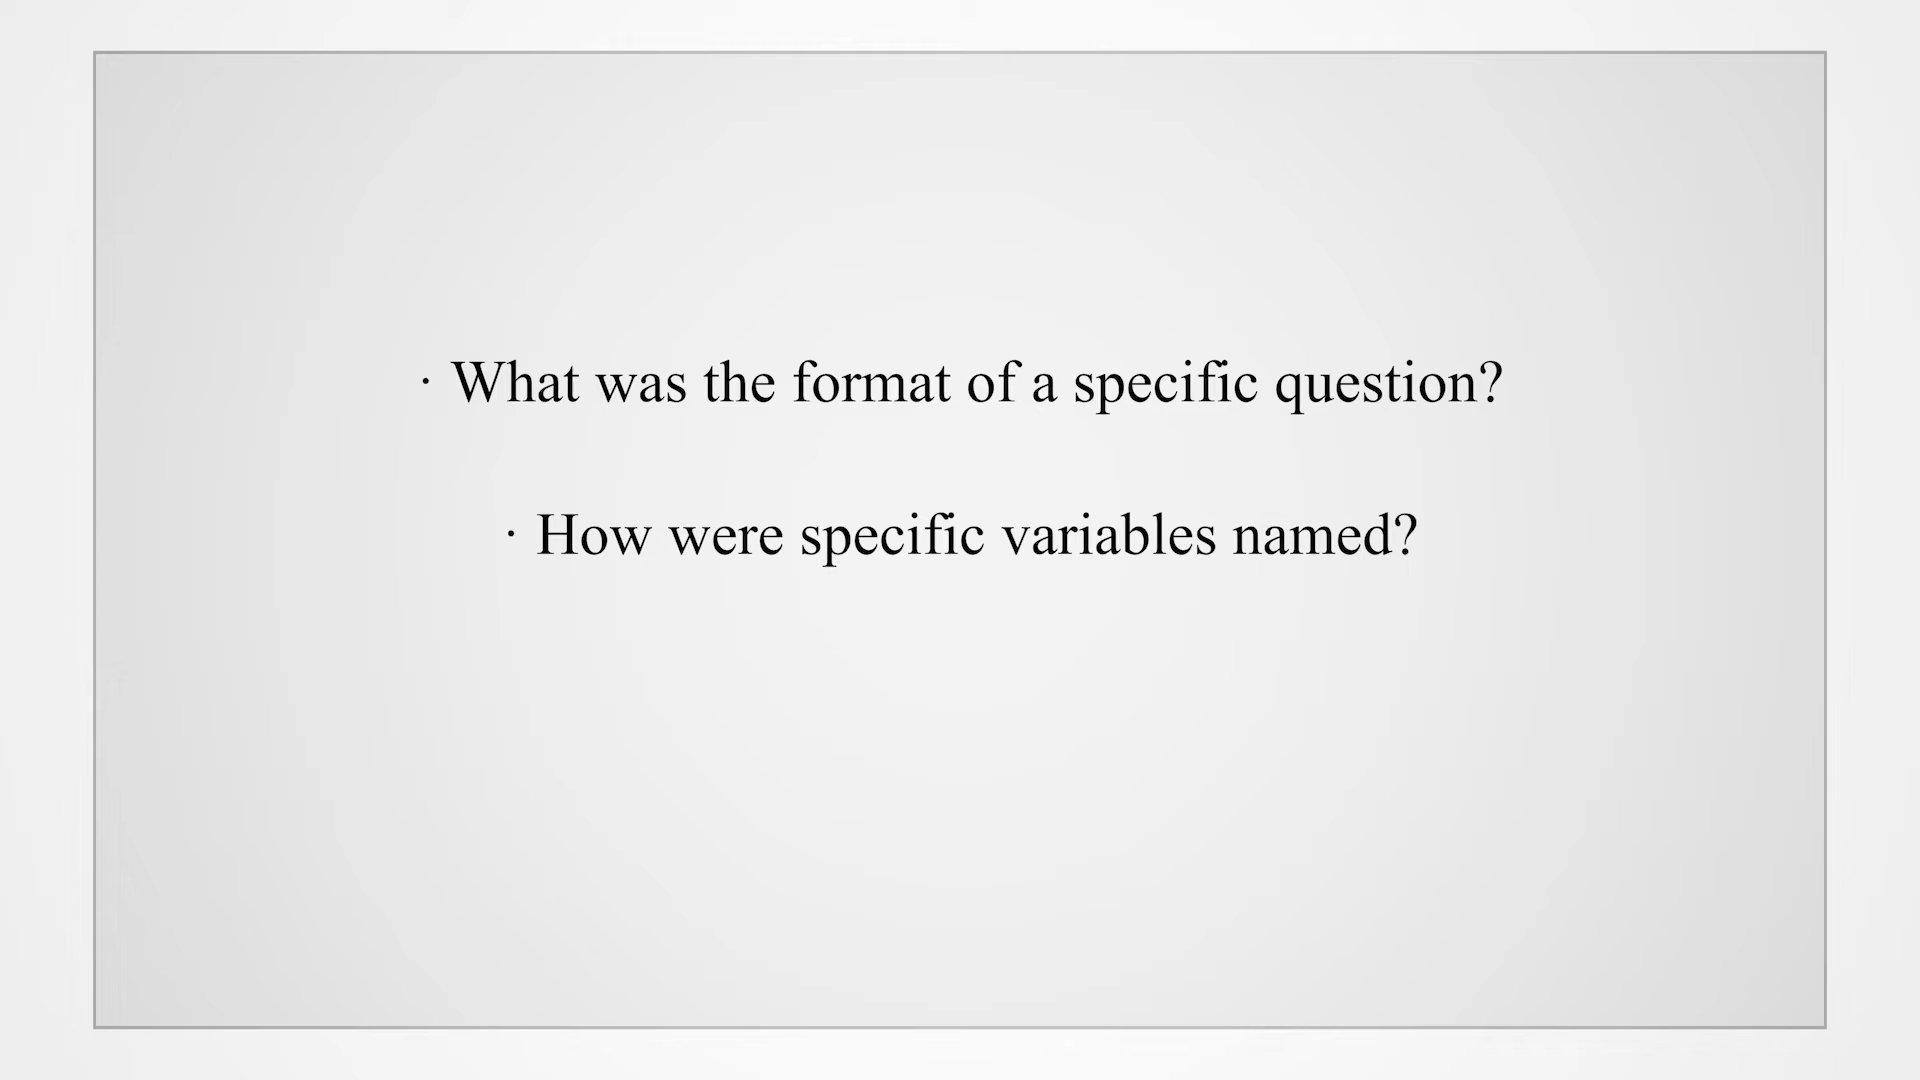 · What was the format of a specific question?
· How were specific variables named?